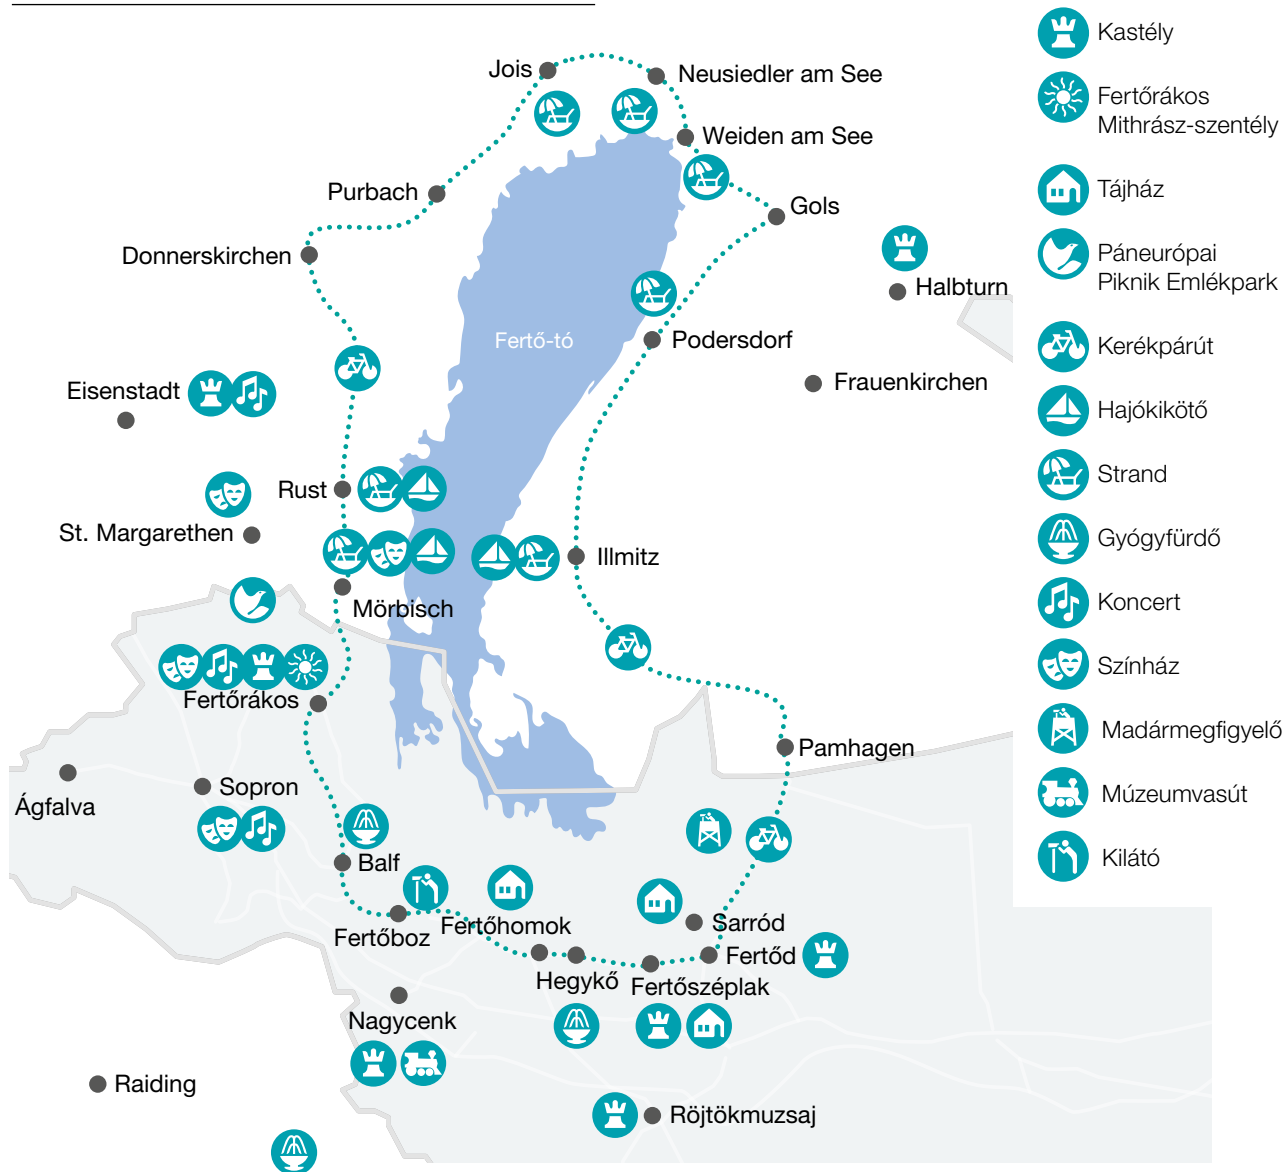 Jois
Neusiedler am See
Weiden am See
Purbach
Gols
Donnerskirchen
Halbturn
Fertő-tó
Podersdorf
Eisenstadt
Frauenkirchen
Rust
St. Margarethen
Illmitz
Mörbisch
Fertőrákos
Pamhagen
Ágfalva
Sopron
Balf
Fertőboz
Fertőhomok
Sarród
Hegykő
Fertőd
Fertőszéplak
Nagycenk
Raiding
Röjtökmuzsaj
Kastély
Fertőrákos
Mithrász-szentély
Tájház
Páneurópai
Piknik Emlékpark
Kerékpárút
Hajókikötő
Strand
Gyógyfürdő
Koncert
Színház
Madármegfigyelő
Múzeumvasút
Kilátó